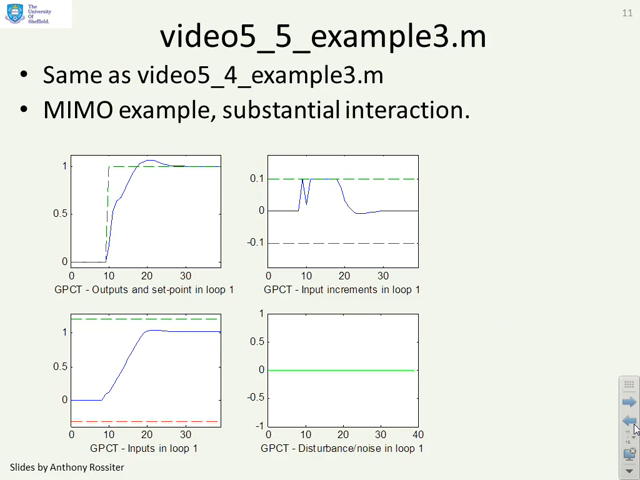 The
University
Of
Sheffield.
11
video5_5_example3.m
• Same as video5_4_example3.m
• MIMO example, substantial interaction.
1
0.5
0
0 10 20 30
GPCT - Outputs and set-point in loop 1
0.1
0
-0.1
0 10 20 30
GPCT - Input increments in loop 1
1
0.5
0
0 10 20 30
GPCT - Inputs in loop 1
1
0.5
0
-0.5
-1
0 10 20 30 40
GPCT - Disturbance/noise in loop 1
Slides by Anthony Rossiter